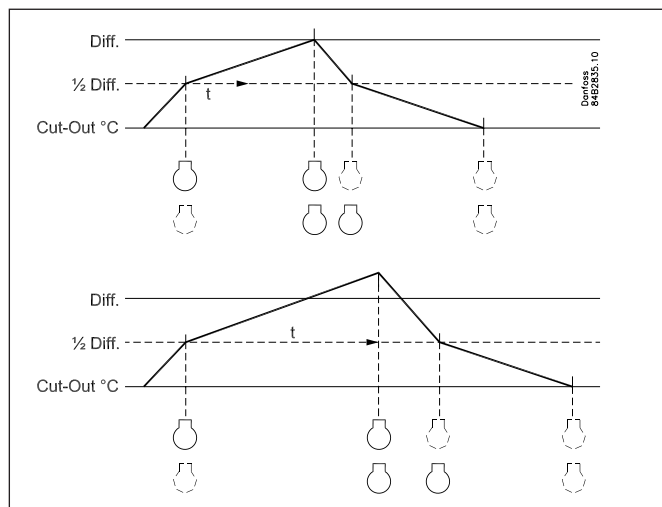 Diff.
½ Diff.
t
Cut-Out °C
Danfoss
84B2835.10
Diff.
½ Diff.
t
Cut-Out °C